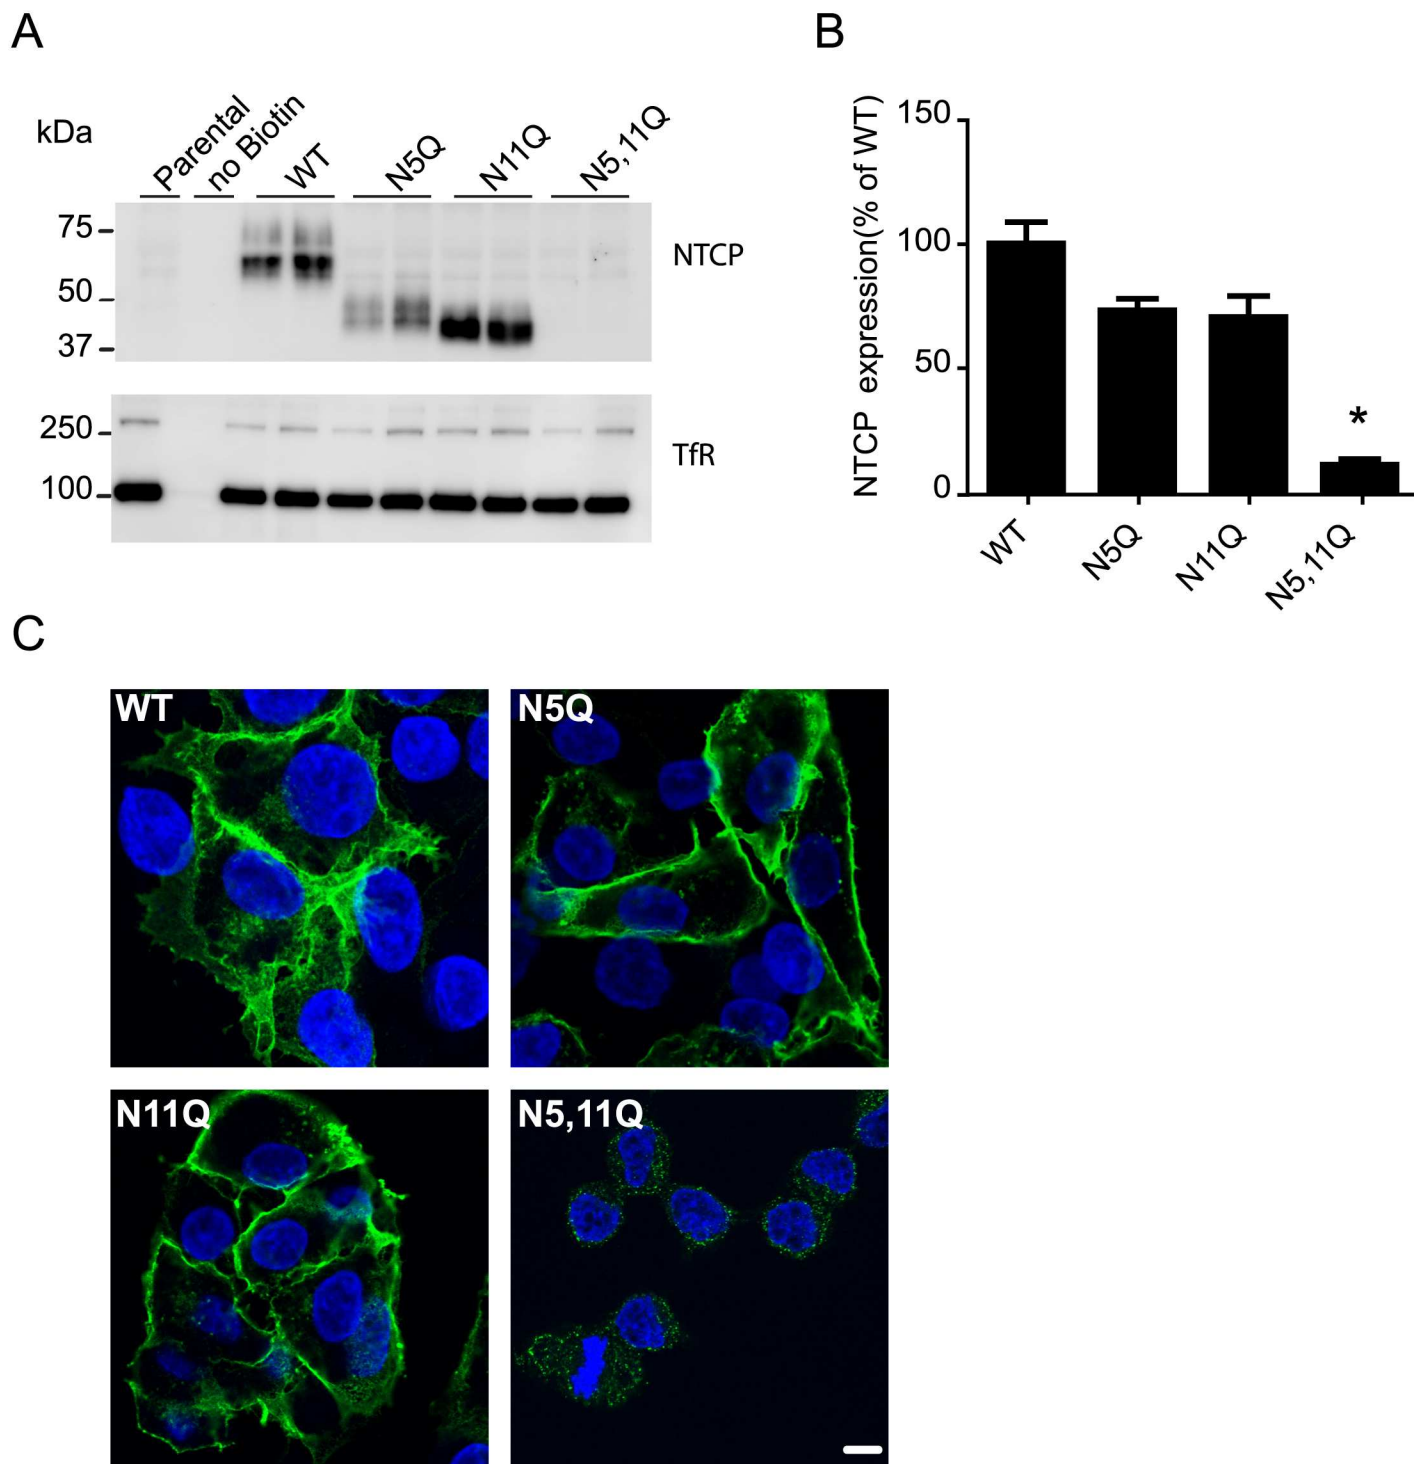 A
kDa
Parental
no Biotin
WT
N5Q
N11Q
N5,11Q
75
50
37
NTCP
250
100
TfR
B
NTCP expression(% of WT)
150
100
50
0
*
WT
N5Q
N11Q
N5,11Q
C
WT
N5Q
N11Q
N5,11Q